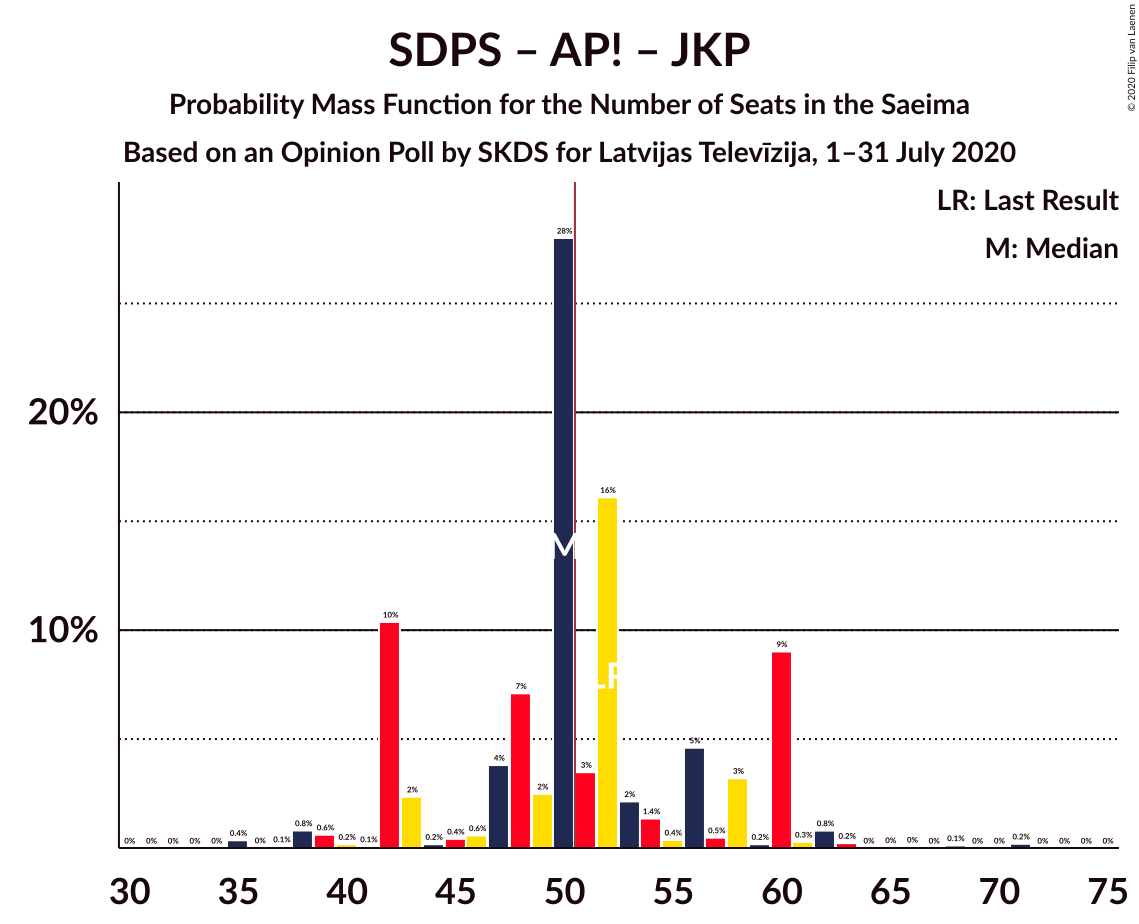 SDPS – AP! – JKP
Probability Mass Function for the Number of Seats in the Saeima
Based on an Opinion Poll by SKDS for Latvijas Televīzija, 1–31 July 2020
© 2020 Filip van Laenen
LR: Last Result
M: Median
20%
10%
0% 0% 0% 0% 0% 0.4% 0% 0.1% 0.8% 0.6% 0.2% 0.1% 10% 2% 0.2% 0.4% 0.6% 4% 7% 2% 28% 3% 16% 2% 1.4% 0.4% 5% 0.5% 3% 0.2% 9% 0.3% 0.8% 0.2% 0% 0% 0% 0% 0.1% 0% 0% 0.2% 0% 0% 0% 0%
M
LR
30 35 40 45 50 55 60 65 70 75